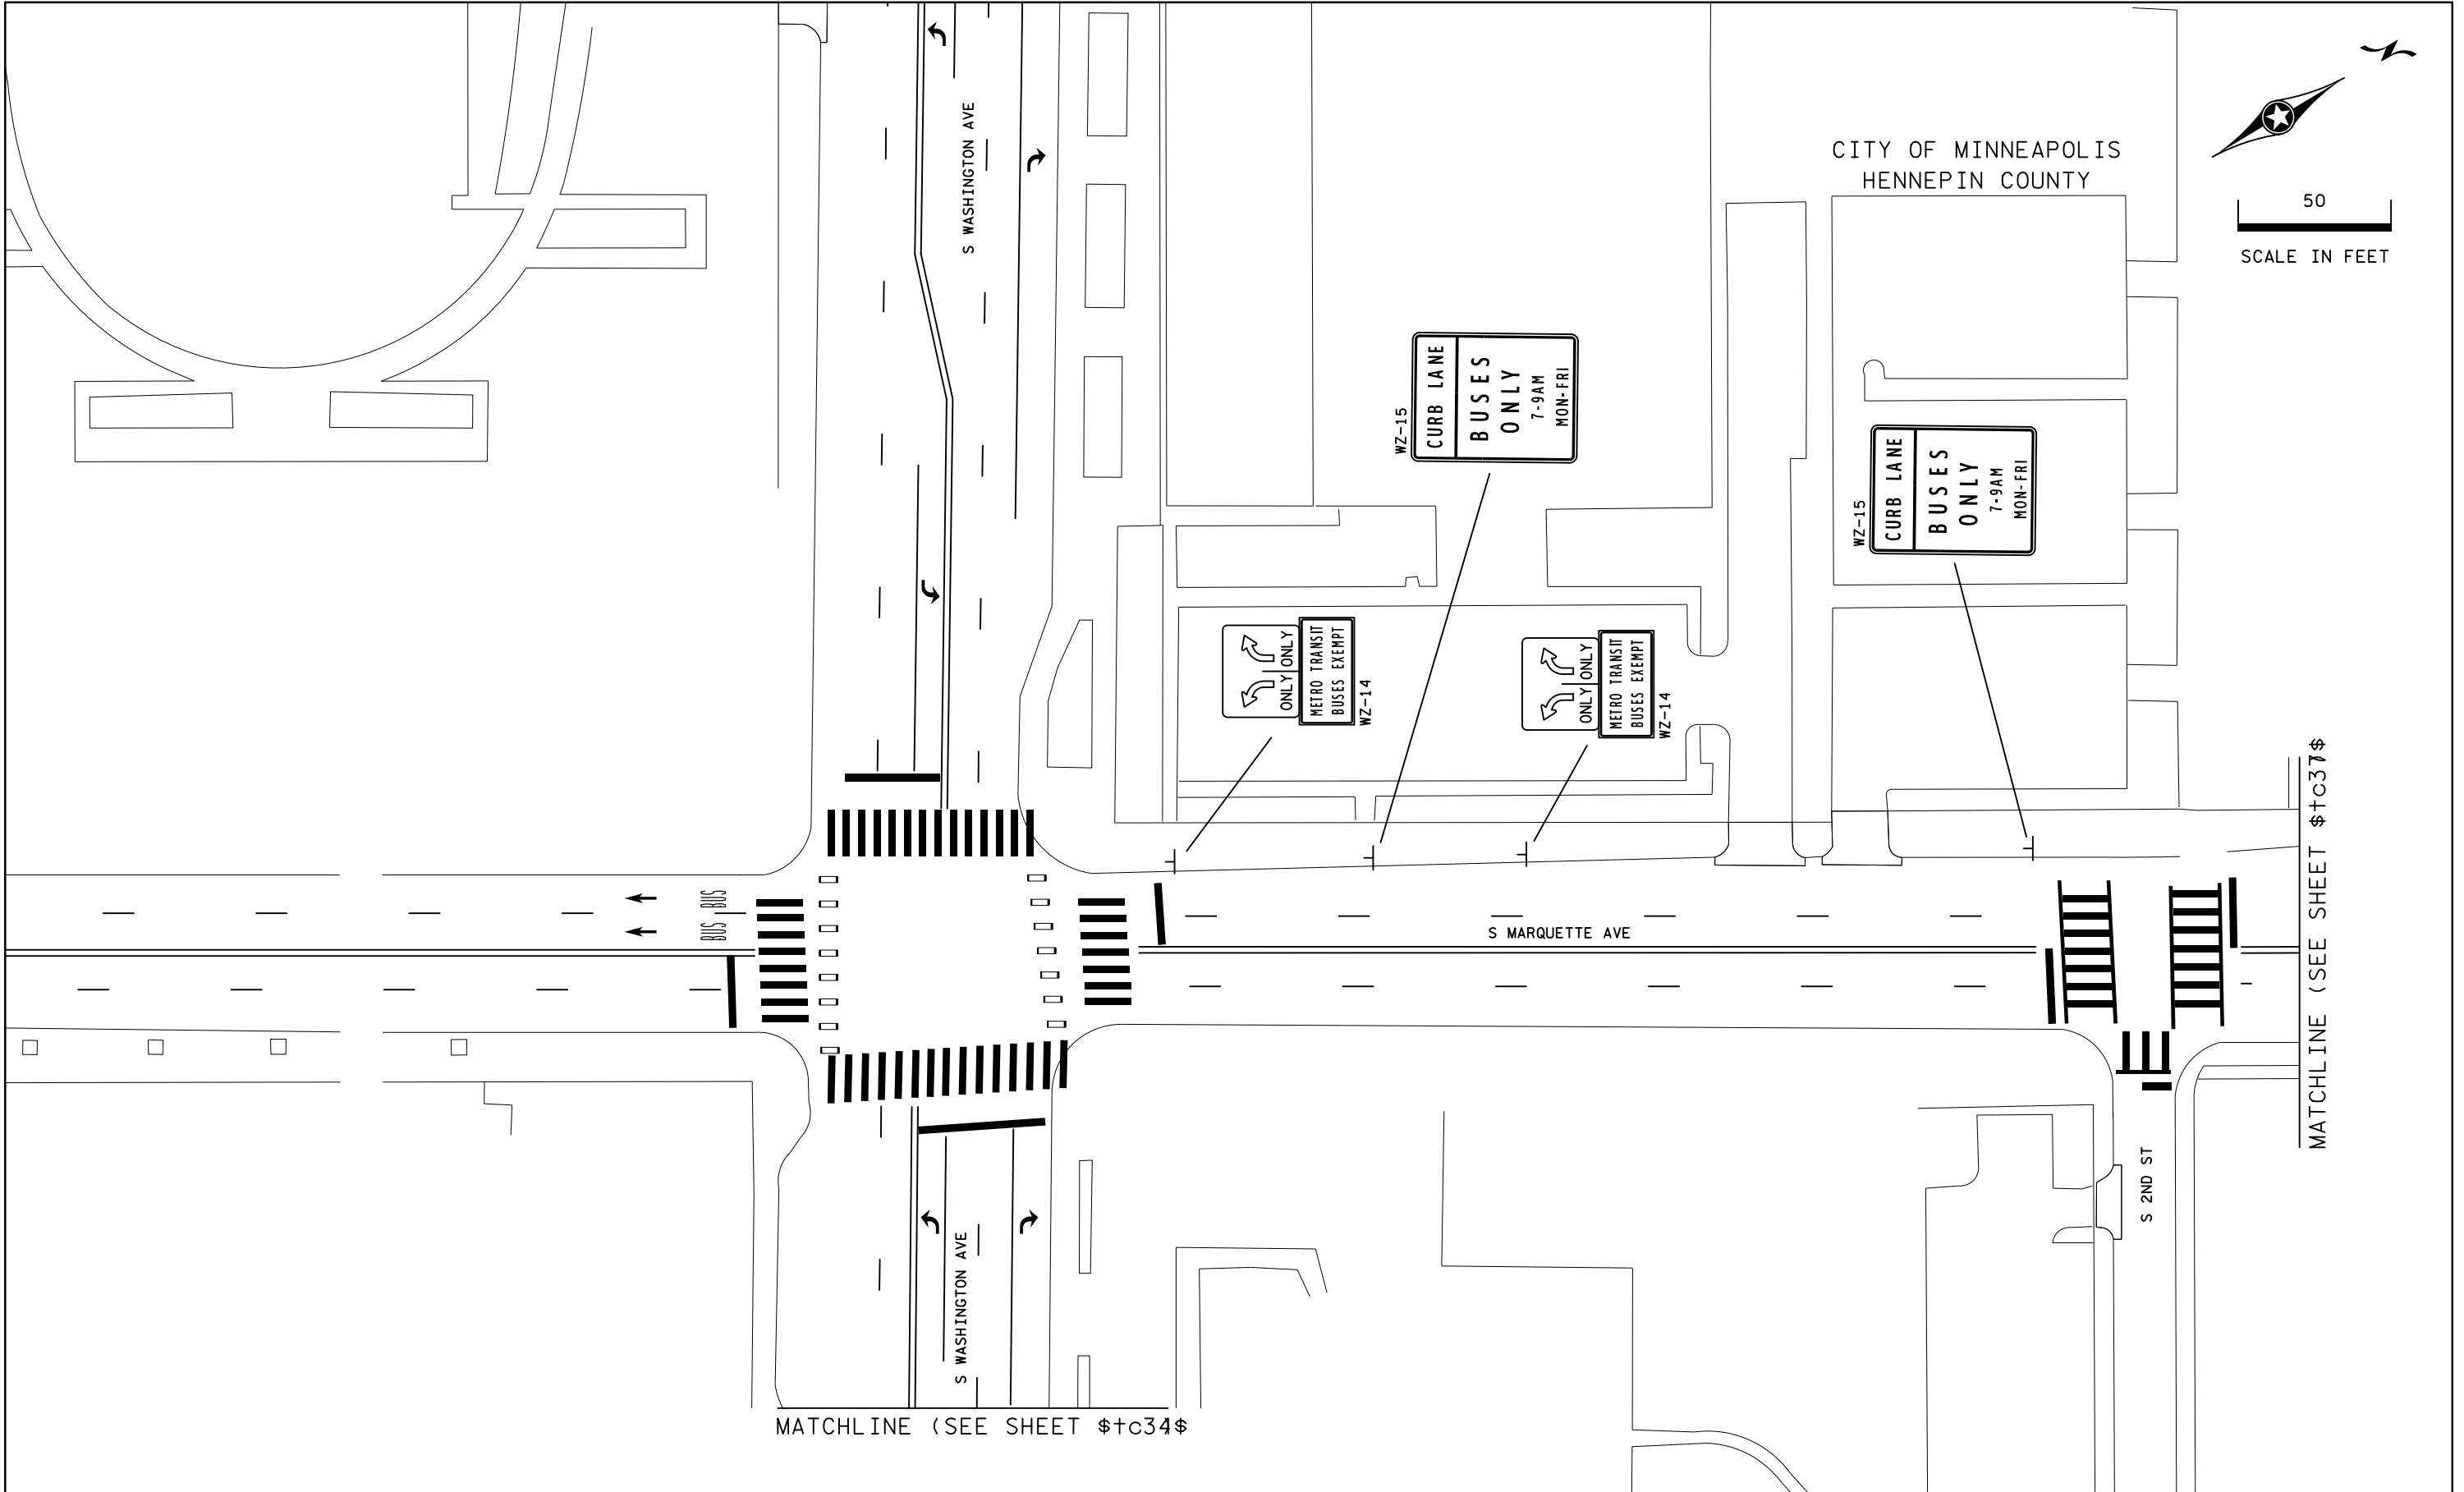 S WASHINGTON AVE
CITY OF MINNEAPOLIS
HENNEPIN COUNTY
50
SCALE IN FEET
WZ-15
CURB LANE
BUSES
ONLY
7-9AM
MON-FRI
WZ-15
CURB LANE
BUSES
ONLY
7-9AM
MON-FRI
ONLY ONLY
METRO TRANSIT
BUSES EXEMPT
WZ-14
ONLY ONLY
METRO TRANSIT
BUSES EXEMPT
WZ-14
BUS
BUS
S MARQUETTE AVE
S WASHINGTON AVE
S 2ND ST
MATCHLINE (SEE SHEET $tc34$
MATCHLINE (SEE SHEET $tc37$